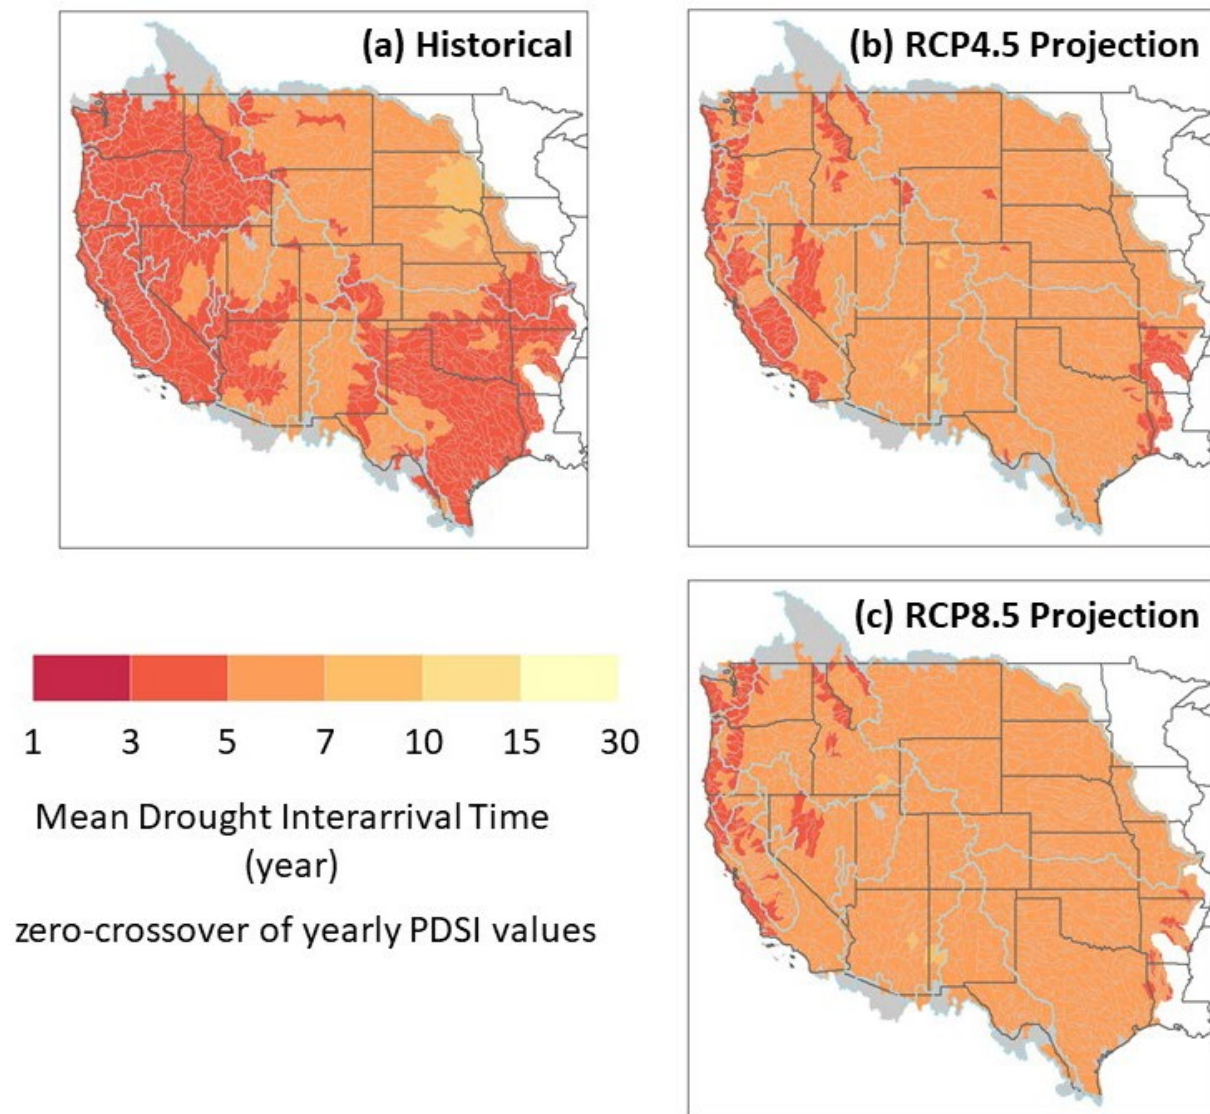 (a) Historical
(b) RCP4.5 Projection
(c) RCP8.5 Projection
1 3 5 7 10 15 30
Mean Drought Interarrival Time
(year)
zero-crossover of yearly PDSI values